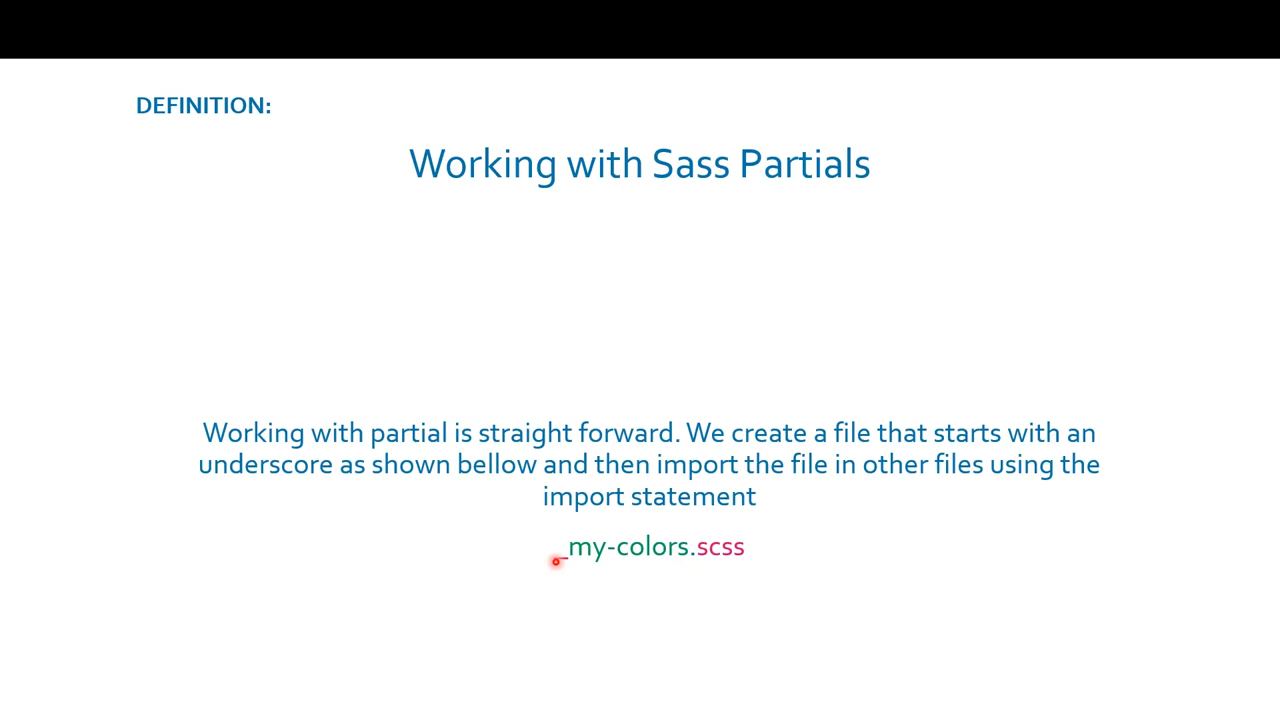 DEFINITION:
Working with Sass Partials
Working with partial is straight forward. We create a file that starts with an
underscore as shown bellow and then import the file in other files using the
import statement
_my-colors.scss